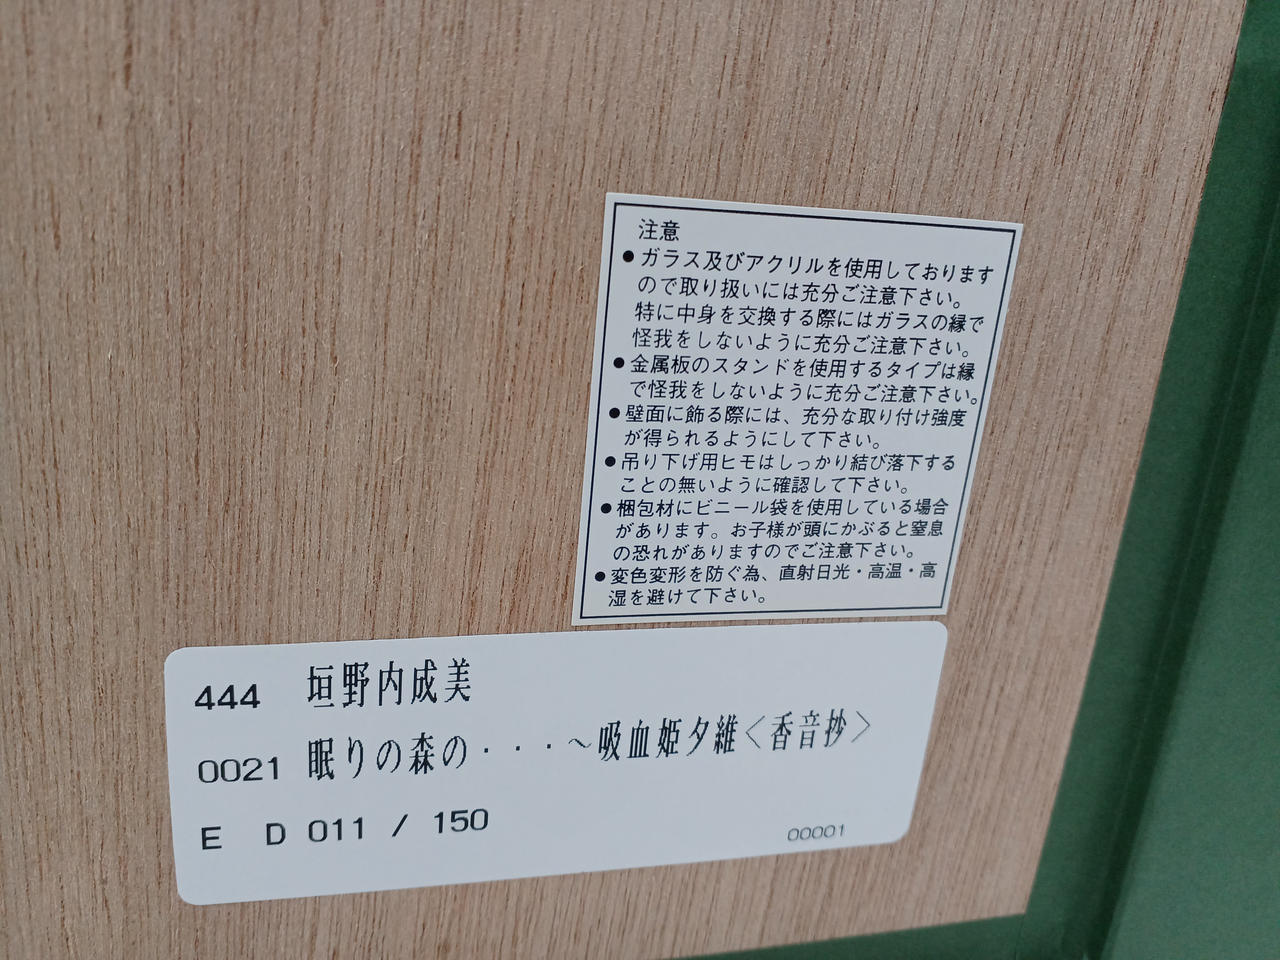 注意
●ガラス及びアクリルを使用しております
ので取り扱いには充分ご注意下さい。
特に中身を交換する際にはガラスの縁で
怪我をしないように充分ご注意下さい。
●金属板のスタンドを使用するタイプは縁
で怪我をしないように充分ご注意下さい。
●壁面に飾る際には、充分な取り付け強度
が得られるようにして下さい。
●吊り下げ用ヒモはしっかり結び落下する
ことの無いように確認して下さい。
●梱包材にビニール袋を使用している場合
があります。お子様が頭にかぶると窒息
の恐れがありますのでご注意下さい。
●変色変形を防ぐ為、直射日光・高温・高
湿を避けて下さい。
444 垣野内成美
0021 眠りの森の・・・～吸血姫夕維＜香音抄＞
E D 011 / 150
00001